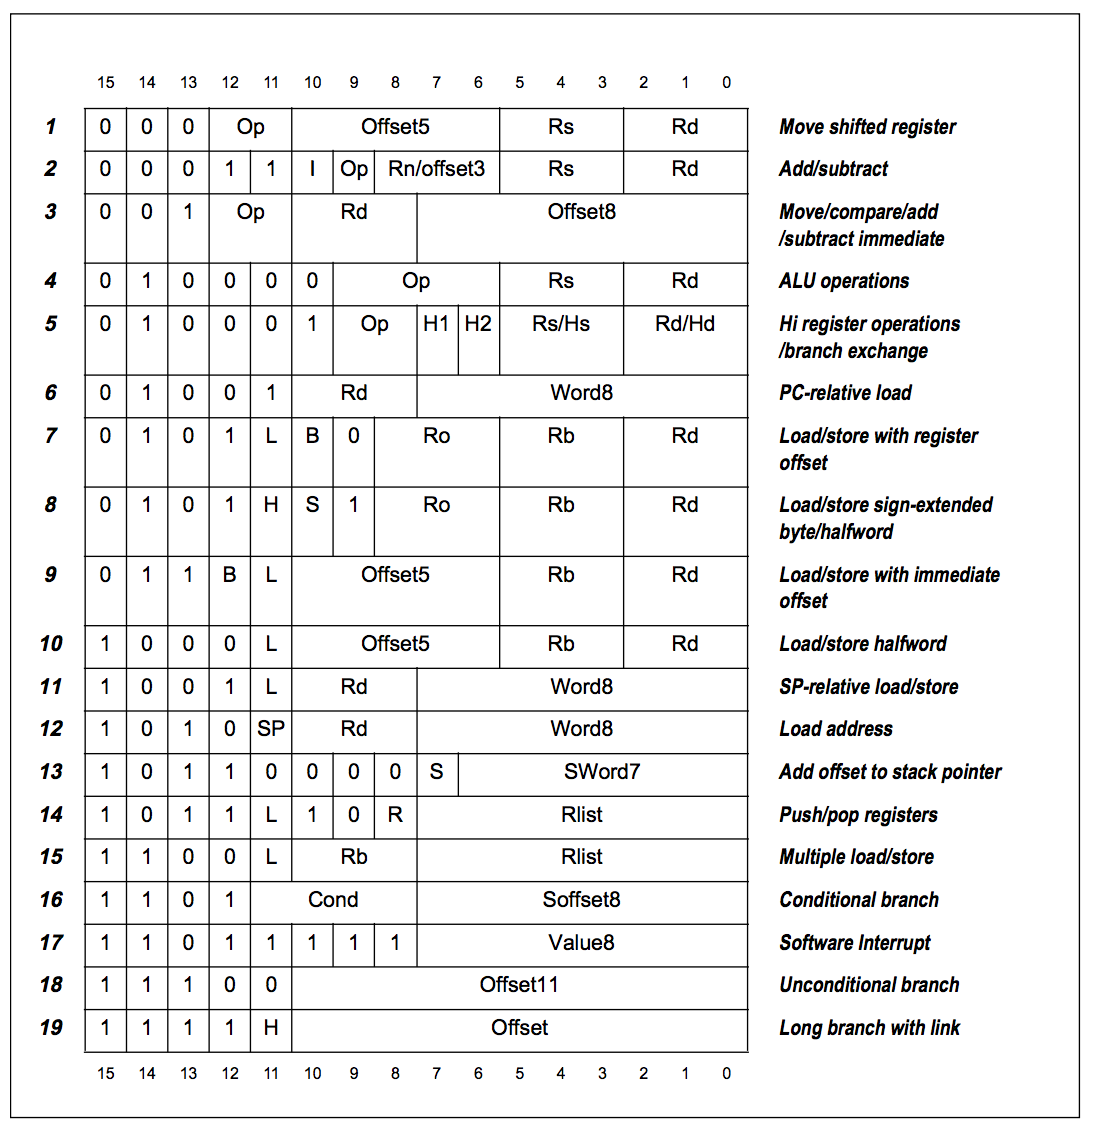 15 14 13 12 11 10 9 8 7 6 5 4 3 2 1 0
1 0 0 0 Op Offset5 Rs Rd Move shifted register
2 0 0 0 1 1 I Op Rn/offset3 Rs Rd Add/subtract
3 0 0 1 Op Rd Offset8 Move/compare/add
/subtract immediate
4 0 1 0 0 0 0 Op Rs Rd ALU operations
5 0 1 0 0 0 1 Op H1 H2 Rs/Hs Rd/Hd Hi register operations
/branch exchange
6 0 1 0 0 1 Rd Word8 PC-relative load
7 0 1 0 1 L B 0 Ro Rb Rd Load/store with register
offset
8 0 1 0 1 H S 1 Ro Rb Rd Load/store sign-extended
byte/halfword
9 0 1 1 B L Offset5 Rb Rd Load/store with immediate
offset
10 1 0 0 0 L Offset5 Rb Rd Load/store halfword
11 1 0 0 1 L Rd Word8 SP-relative load/store
12 1 0 1 0 SP Rd Word8 Load address
13 1 0 1 1 0 0 0 0 S SWord7 Add offset to stack pointer
14 1 0 1 1 L 1 0 R Rlist Push/pop registers
15 1 1 0 0 L Rb Rlist Multiple load/store
16 1 1 0 1 Cond Soffset8 Conditional branch
17 1 1 0 1 1 1 1 1 Value8 Software Interrupt
18 1 1 1 0 0 Offset11 Unconditional branch
19 1 1 1 1 H Offset Long branch with link
15 14 13 12 11 10 9 8 7 6 5 4 3 2 1 0